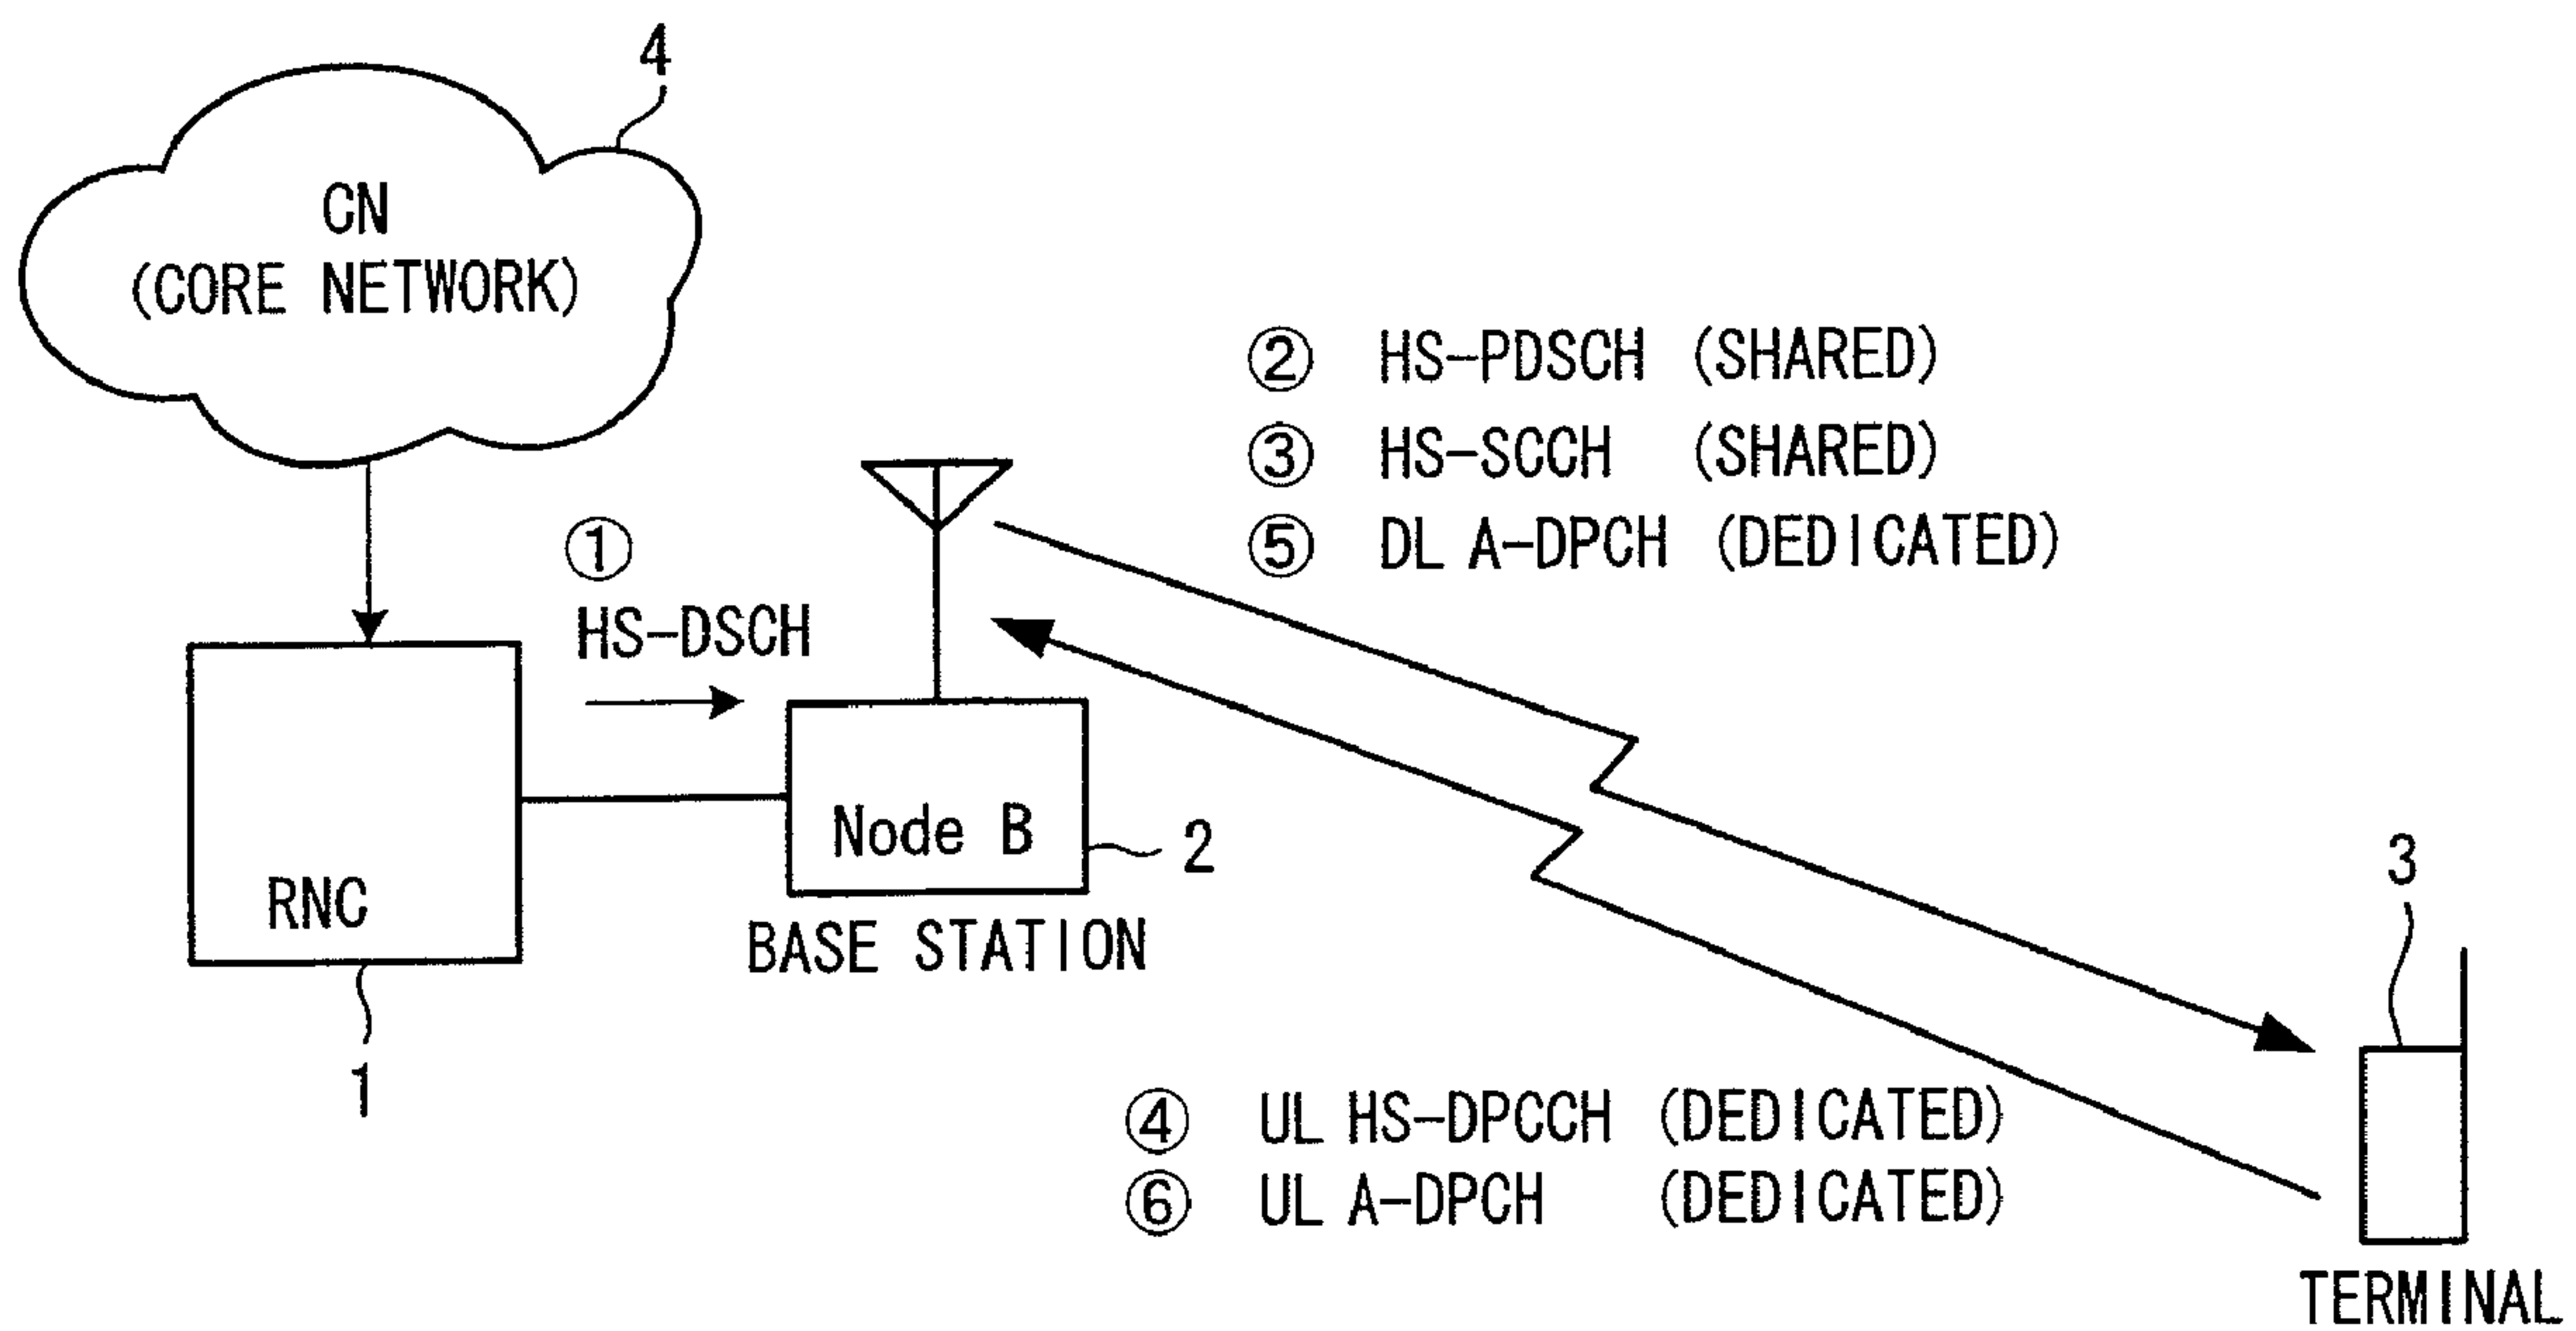 4
CN
(CORE NETWORK)
② HS-PDSCH (SHARED)
③ HS-SCCH (SHARED)
⑤ DL A-DPCH (DEDICATED)
①
HS-DSCH
RNC
1
Node B
2
BASE STATION
3
④ UL HS-DPCCH (DEDICATED)
⑥ UL A-DPCH (DEDICATED)
TERMINAL